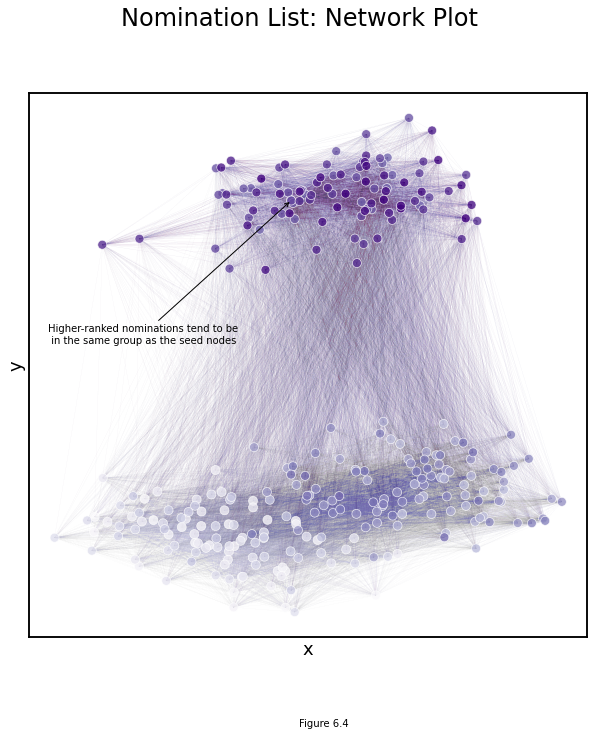 Nomination List: Network Plot
Higher-ranked nominations tend to be
in the same group as the seed nodes
y
x
Figure 6.4